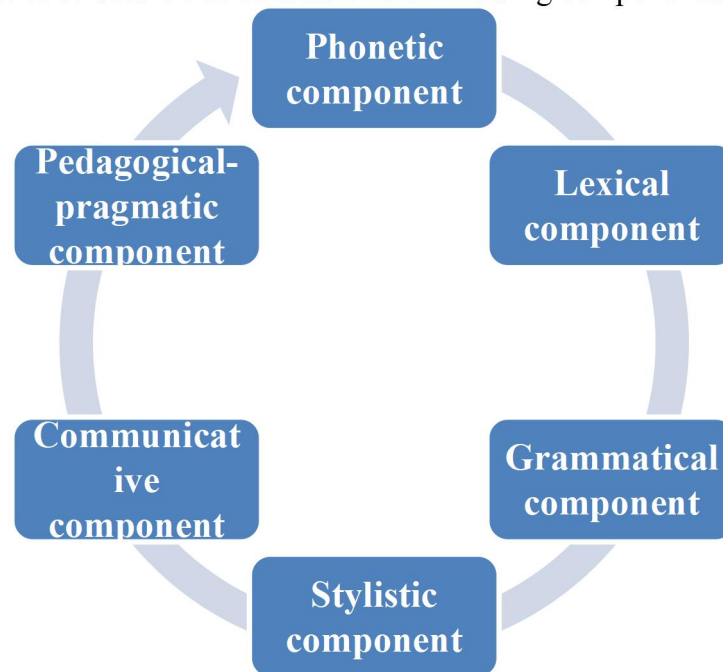 Phonetic
component
Lexical
component
Grammatical
component
Stylistic
component
Communicat
ive
component
Pedagogical-
pragmatic
component